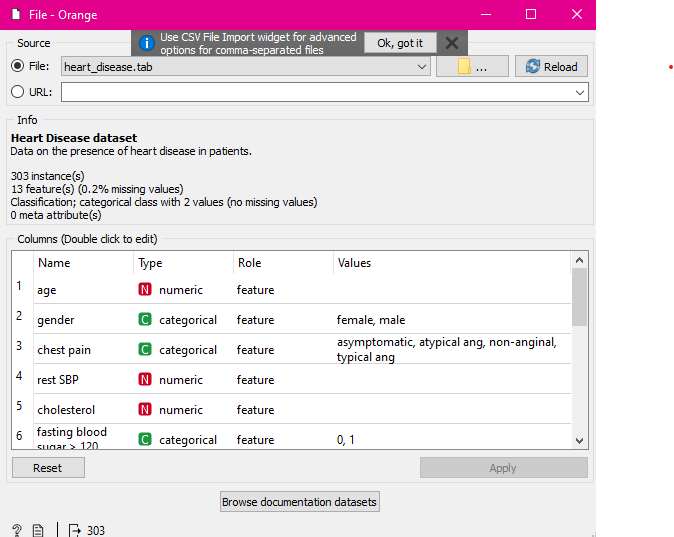 File - Orange
Use CSV File Import widget for advanced
options for comma-separated files
Ok, got it
Source
File:
heart_disease.tab
...
Reload
URL:
Info
Heart Disease dataset
Data on the presence of heart disease in patients.
303 instance(s)
13 feature(s) (0.2% missing values)
Classification; categorical class with 2 values (no missing values)
0 meta attribute(s)
Columns (Double click to edit)
Name Type Role Values
1 age N numeric feature
2 gender C categorical feature female, male
3 chest pain C categorical feature asymptomatic, atypical ang, non-anginal,
typical ang
4 rest SBP N numeric feature
5 cholesterol N numeric feature
6 fasting blood
sugar > 120 C categorical feature 0, 1
Reset
Apply
Browse documentation datasets
? 303